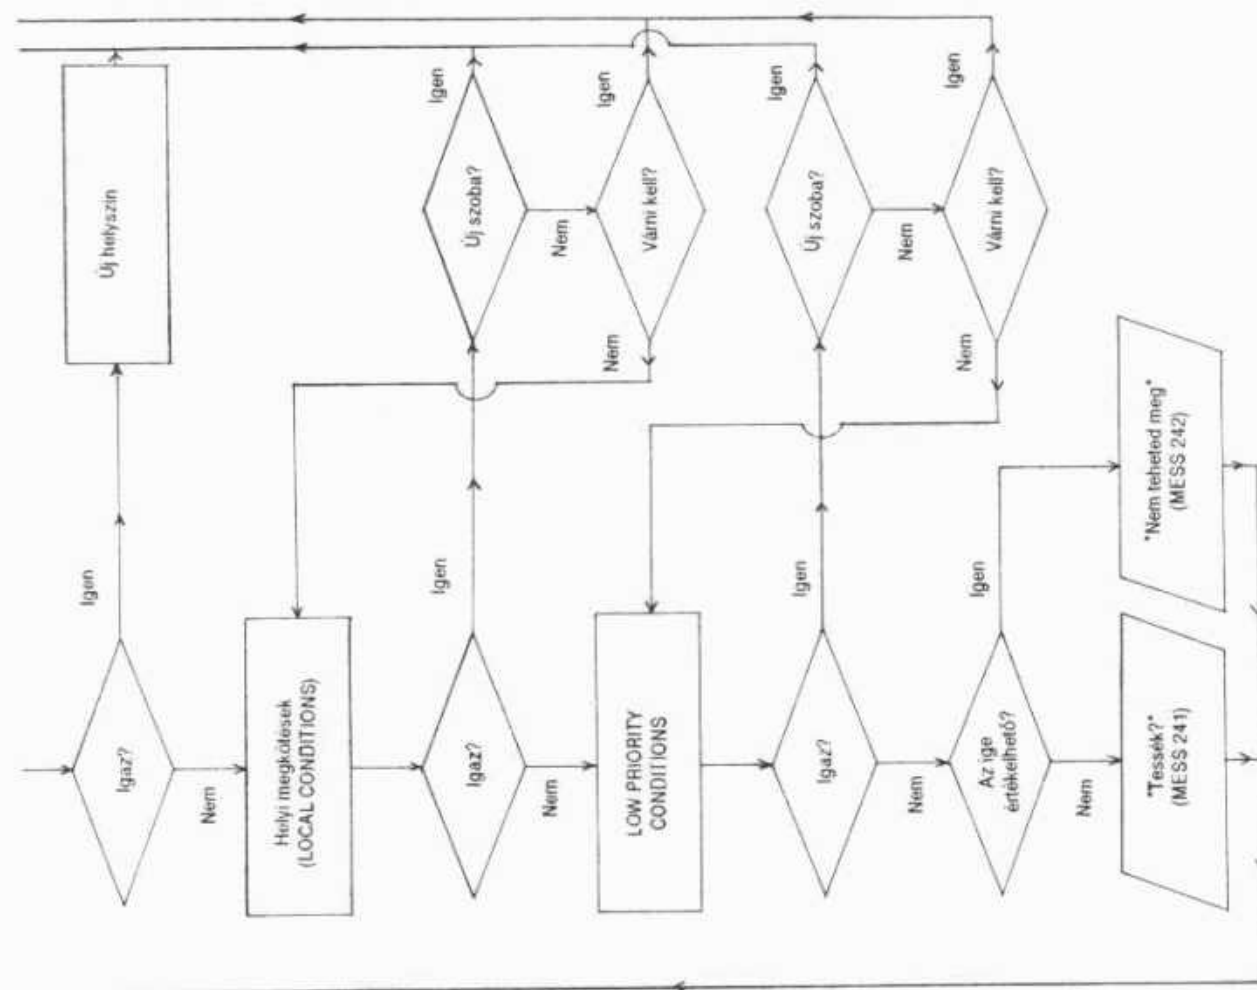 Igen
Új helyszín
Igaz?
Nem
Helyi megkötések
(LOCAL CONDITIONS)
Igen
Igen
Igaz?
Új szoba?
Nem
Nem
Igen
Nem
LOW PRIORITY
CONDITIONS
Várni kell?
Igen
Igen
Igaz?
Új szoba?
Nem
Nem
Igen
Nem
Igen
Az ige
értékelhetó?
Várni kell?
Nem
"Tessék?"
(MESS 241)
"Nem teheted meg"
(MESS 242)